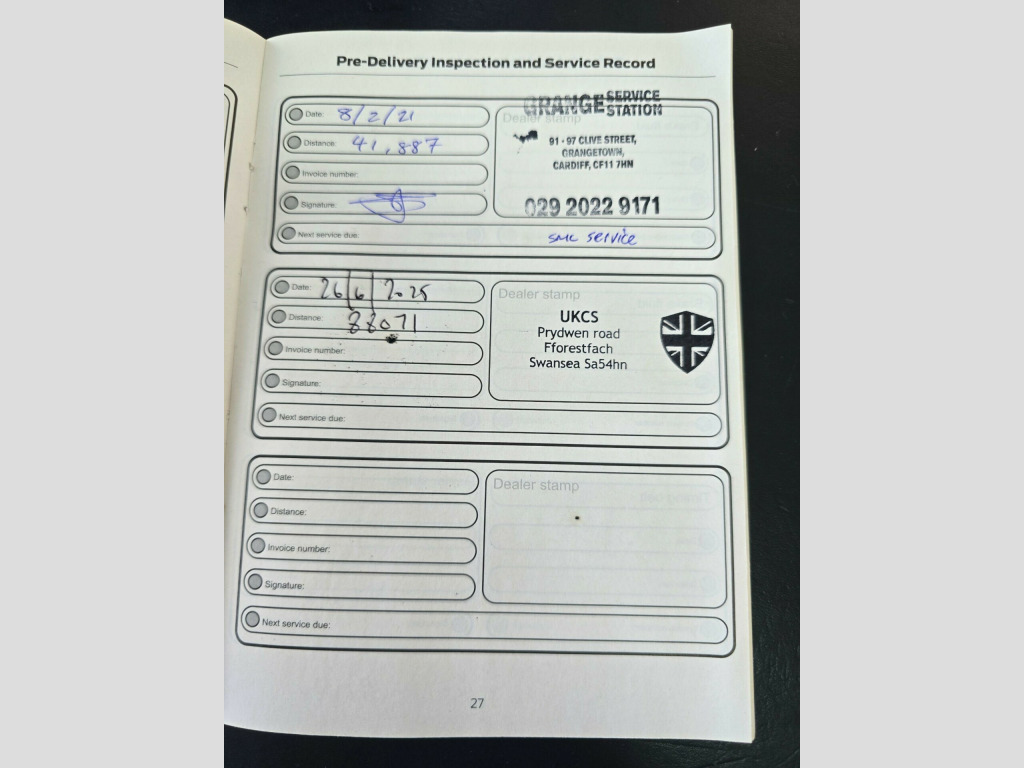 Pre-Delivery Inspection and Service Record
Date: 8/2/21
Distance: 41,887
Invoice number:
Signature:
Next service due: SMC service
Dealer stamp
GRANGE SERVICE STATION
91 - 97 CLIVE STREET,
GRANGETOWN,
CARDIFF, CF11 7HN
029 2022 9171
Date: 26/6/2025
Distance: 88071
Invoice number:
Signature:
Next service due:
Dealer stamp
UKCS
Prydwen road
Fforestfach
Swansea Sa54hn
Date:
Distance:
Invoice number:
Signature:
Next service due:
Dealer stamp
27